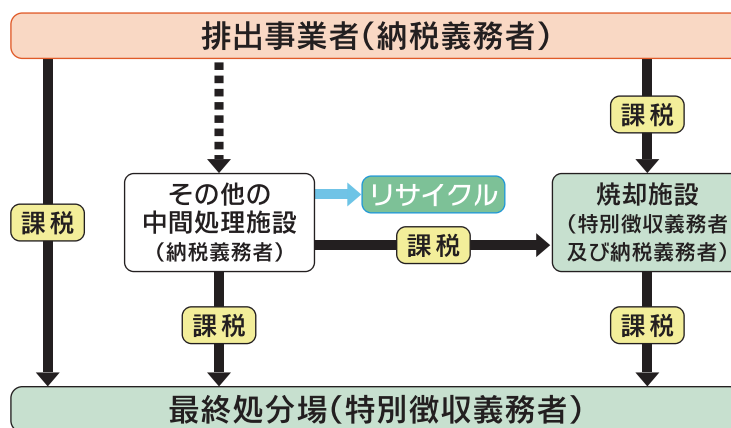 排出事業者(納税義務者)
課税
その他の
中間処理施設
(納税義務者)
リサイクル
焼却施設
(特別徴収義務者
及び納税義務者)
課税
課税
課税
課税
最終処分場(特別徴収義務者)